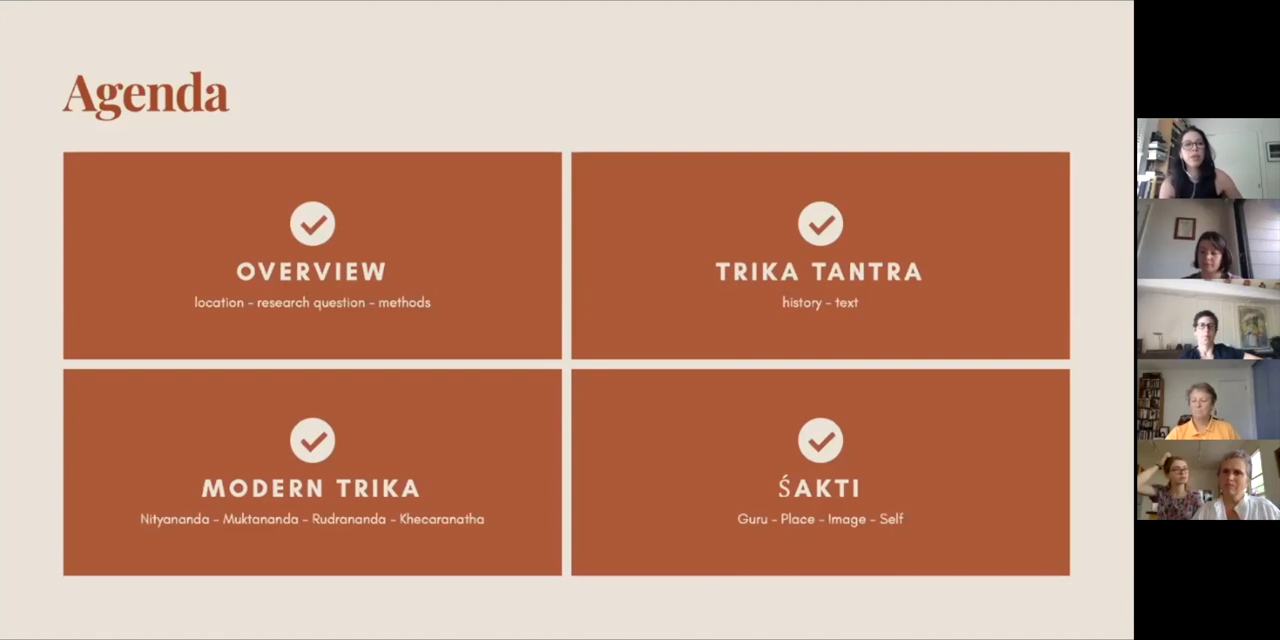 Agenda
OVERVIEW
location - research question - methods
TRIKA TANTRA
history - text
MODERN TRIKA
Nityananda - Muktananda - Rudrananda - Khecaranatha
ŚAKTI
Guru - Place - Image - Self